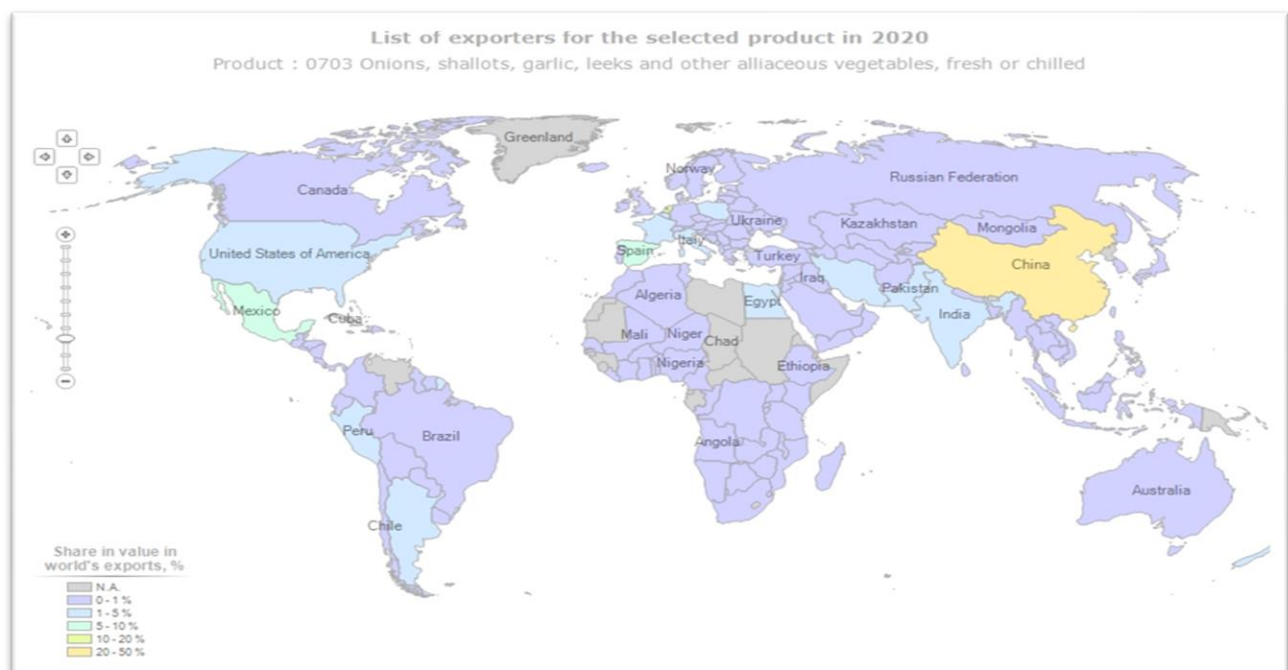 List of exporters for the selected product in 2020
Product : 0703 Onions, shallots, garlic, leeks and other alliaceous vegetables, fresh or chilled
Greenland
Norway
Canada
Russian Federation
Ukraine
Kazakhstan
Mongolia
United States of America
Spain
Italy
Turkey
China
Iraq
Pakistan
Algeria
Egypt
Mexico
Cuba
India
Mali
Niger
Chad
Nigeria
Ethiopia
Peru
Brazil
Angola
Australia
Chile
Share in value in
world's exports, %
N.A.
0 - 1 %
1 - 5 %
5 - 10 %
10 - 20 %
20 - 50 %